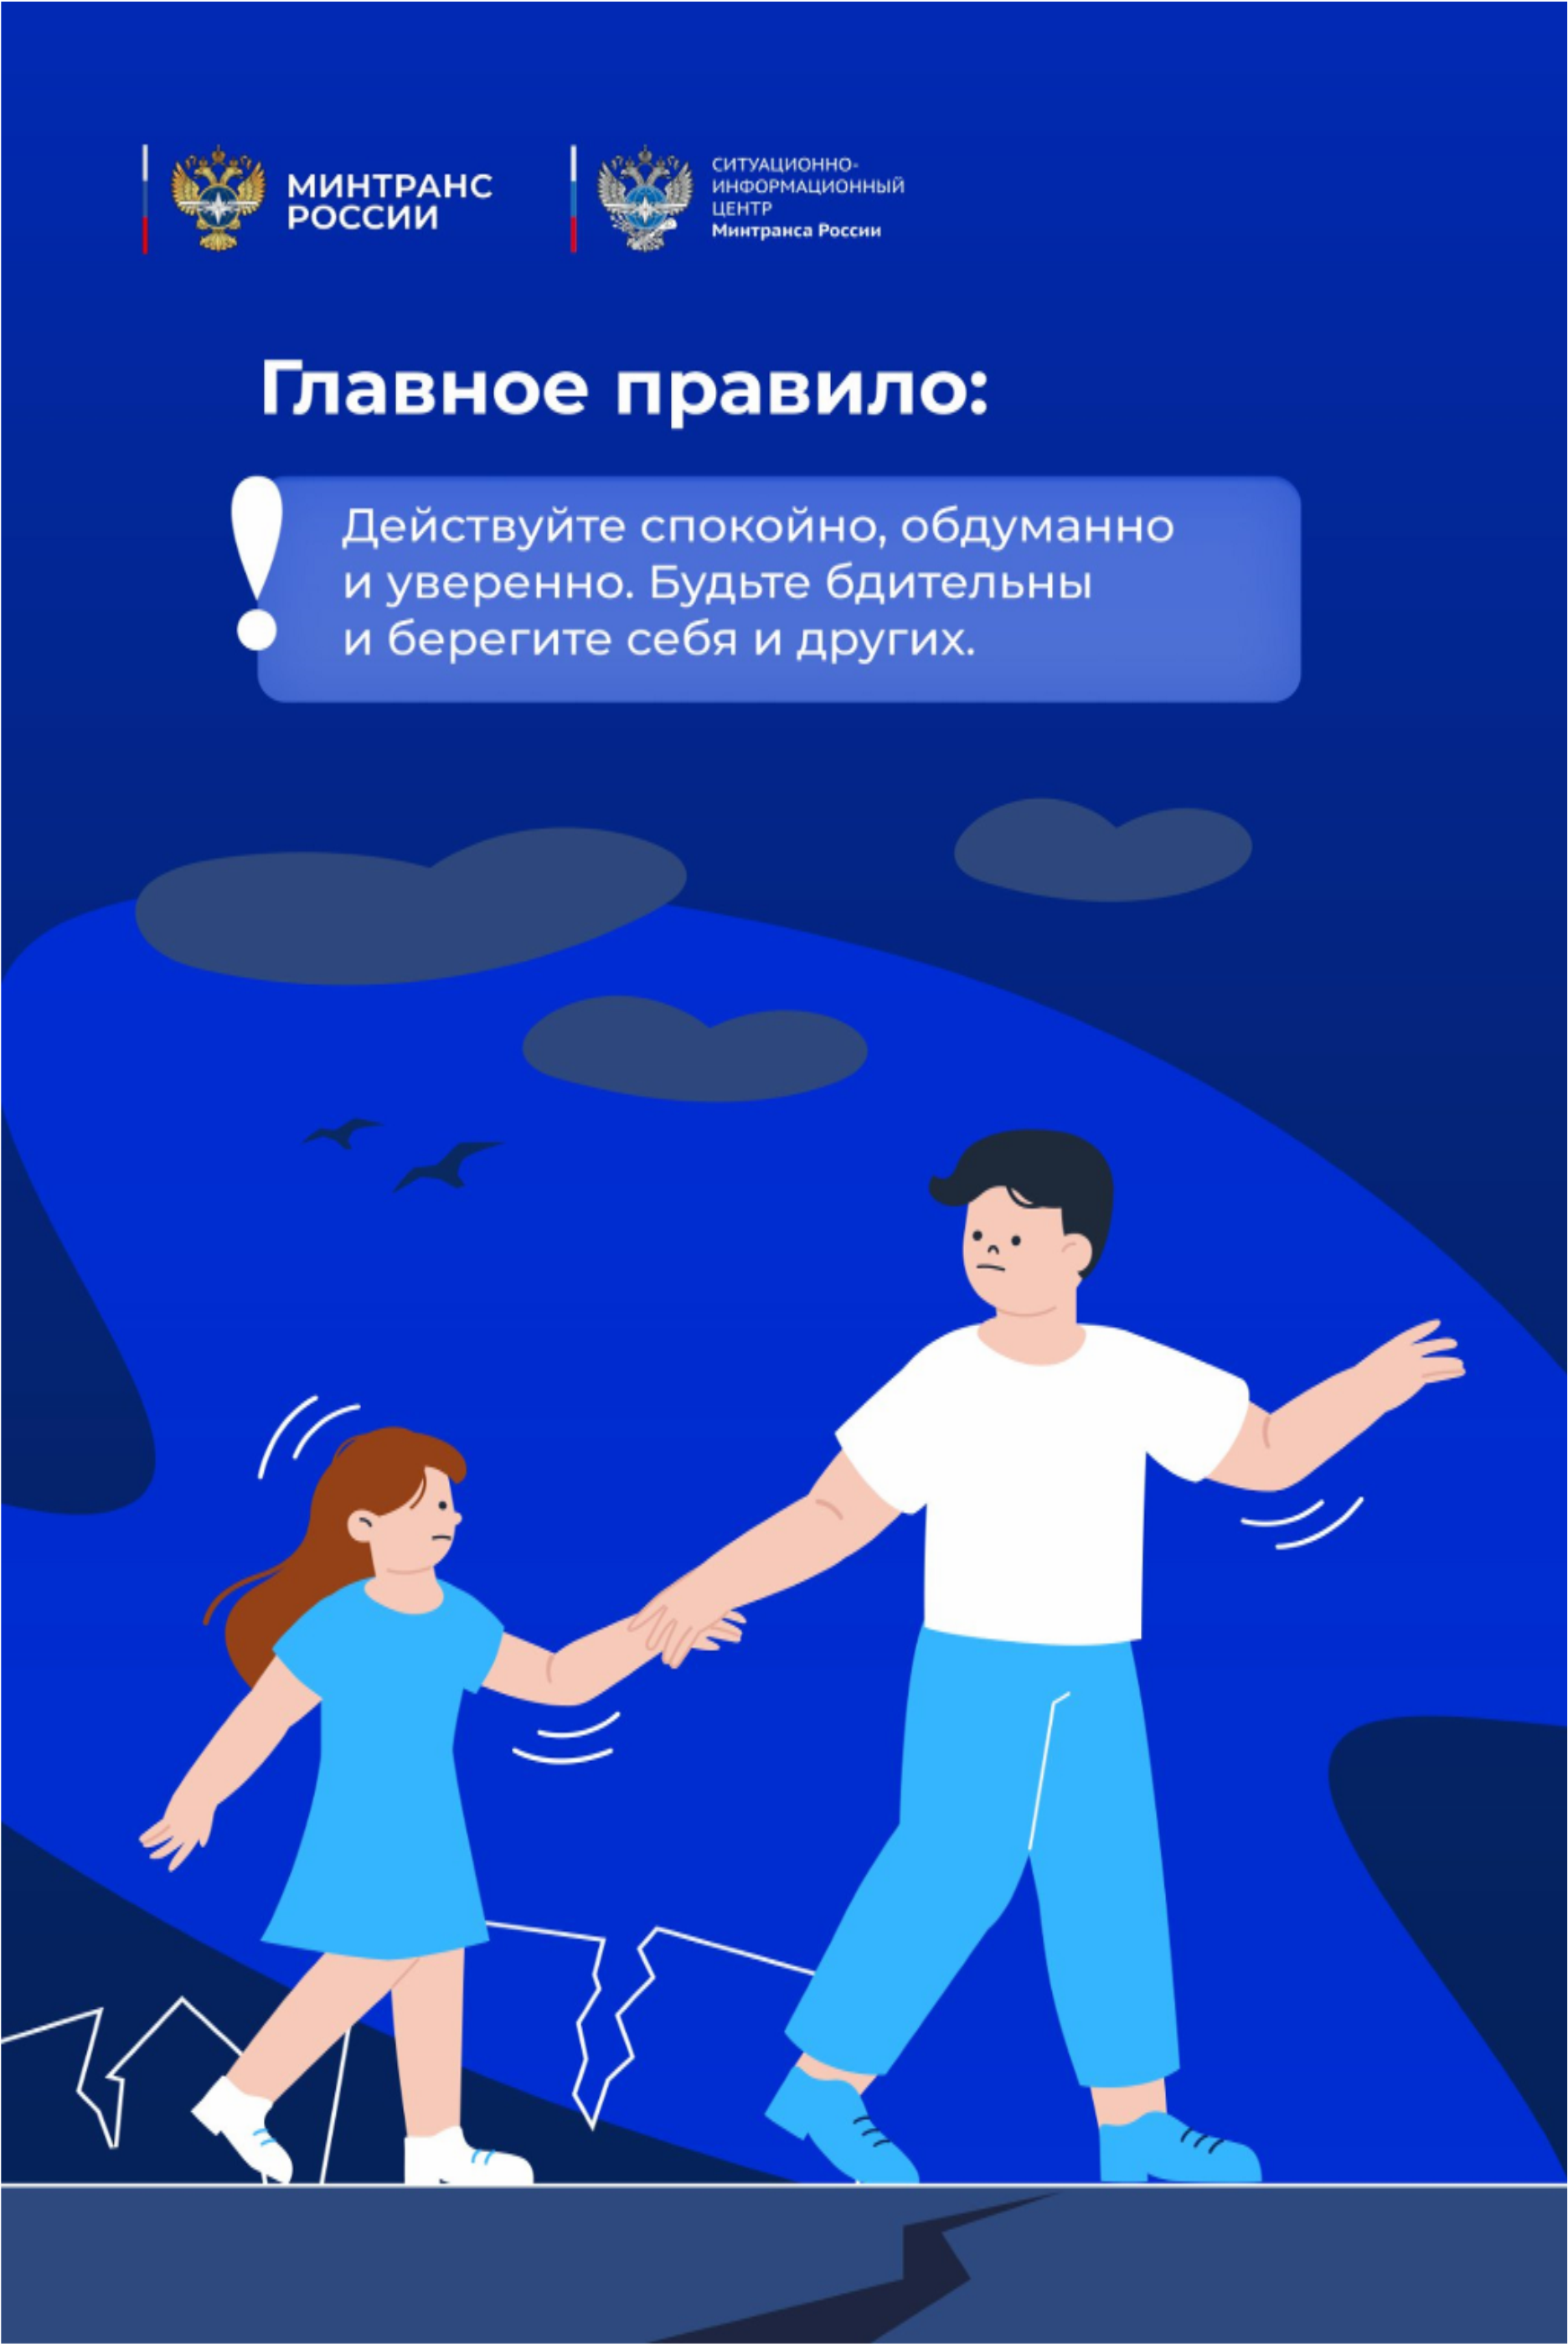 МИНТРАНС
РОССИИ
СИТУАЦИОННО-
ИНФОРМАЦИОННЫЙ
ЦЕНТР
Минтранса России
Главное правило:
! Действуйте спокойно, обдуманно
и уверенно. Будьте бдительны
и берегите себя и других.